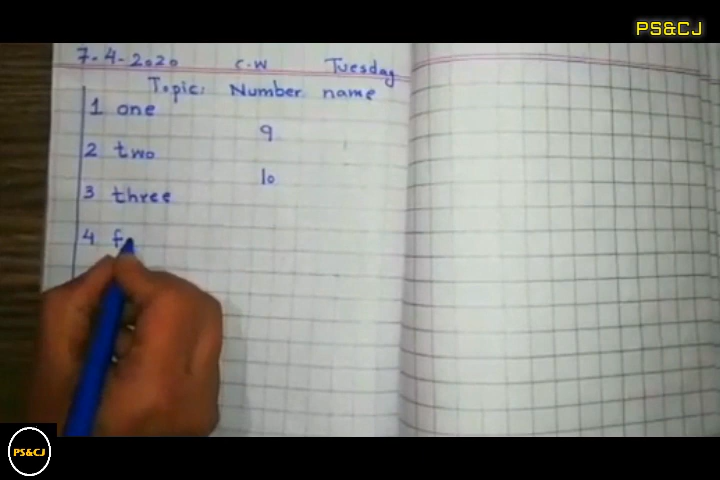 PS&CJ
7-4-2020 C.W Tuesday
Topic: Number name
1 one
9
2 two
10
3 three
4 f
PS&CJ